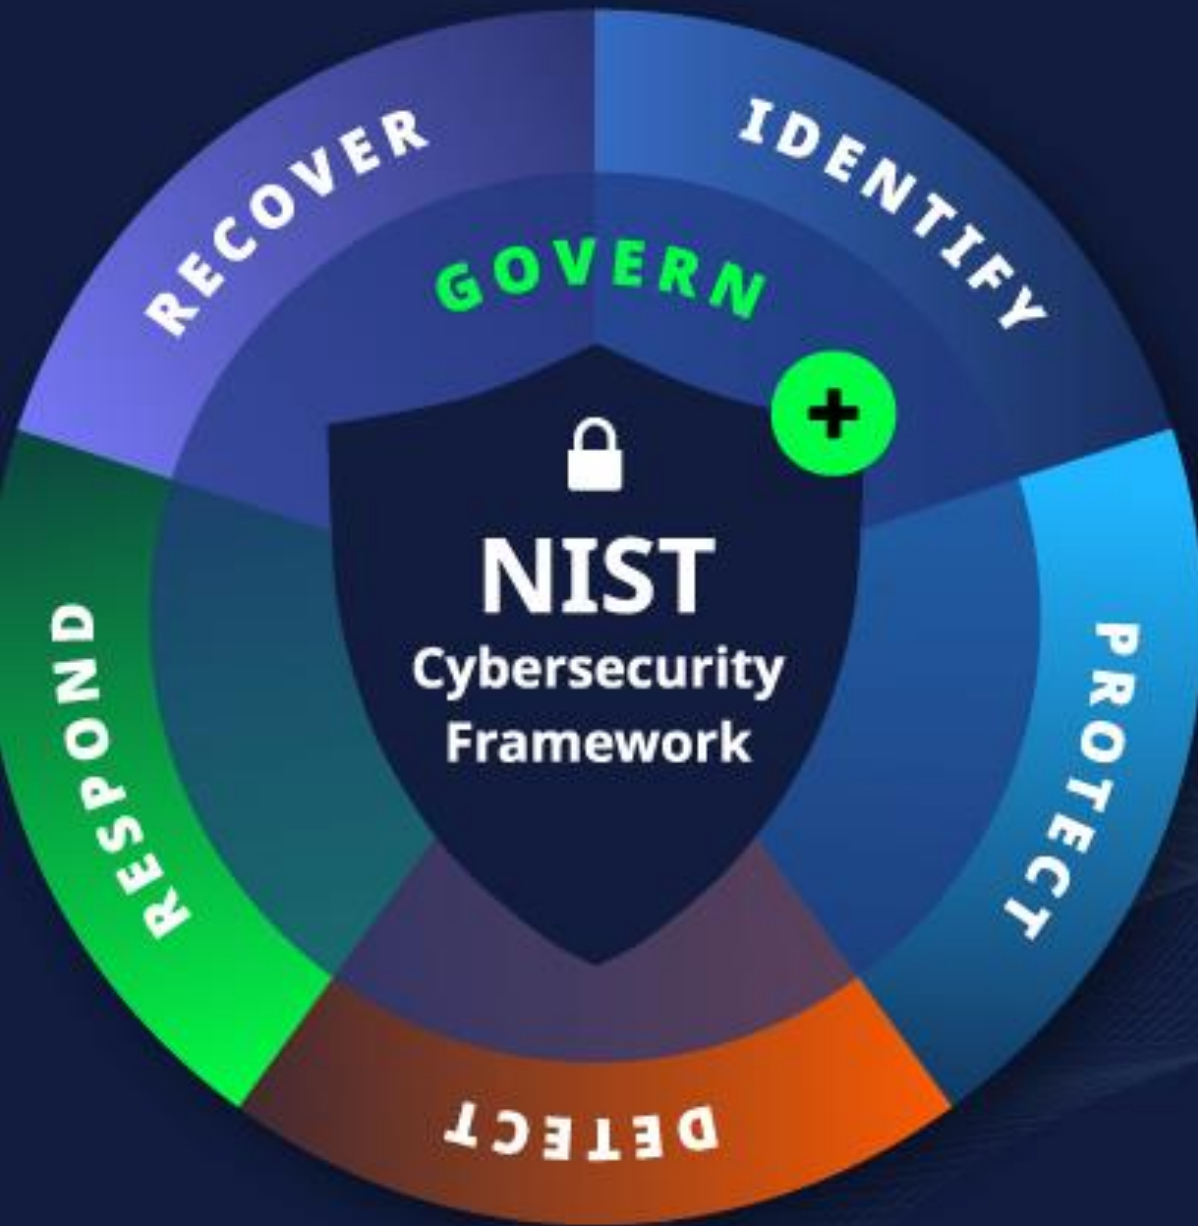 RECOVER
IDENTIFY
GOVERN
+
NIST
Cybersecurity
Framework
RESPOND
PROTECT
DETECT